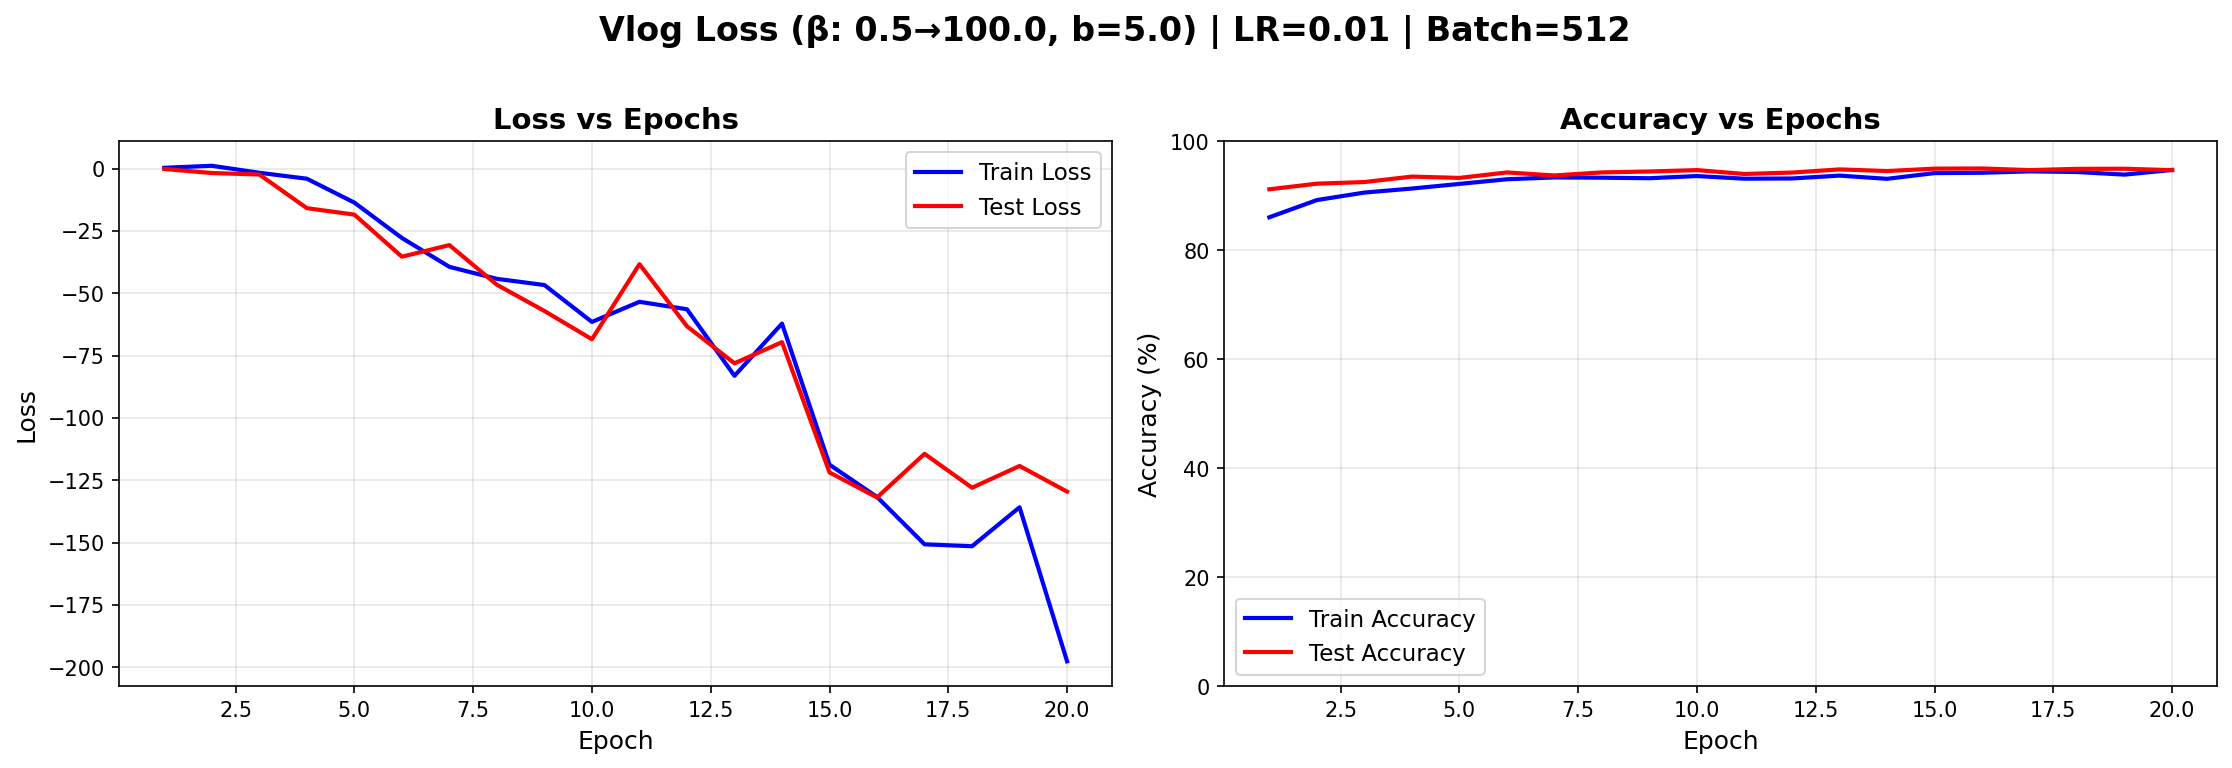 Vlog Loss (β: 0.5→100.0, b=5.0) | LR=0.01 | Batch=512
Loss vs Epochs
Train Loss
Test Loss
Loss
0
−25
−50
−75
−100
−125
−150
−175
−200
2.5
5.0
7.5
10.0
12.5
15.0
17.5
20.0
Epoch
Accuracy vs Epochs
Accuracy (%)
100
80
60
40
20
0
Train Accuracy
Test Accuracy
2.5
5.0
7.5
10.0
12.5
15.0
17.5
20.0
Epoch